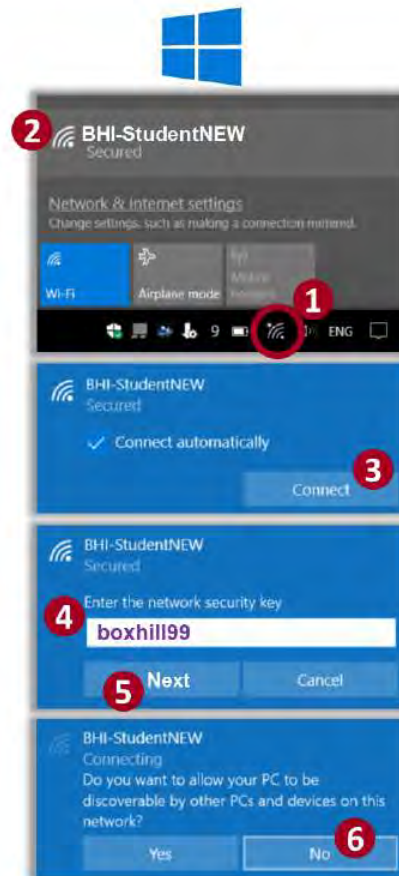 2 BHI-StudentNEW
Secured
Network & Internet settings
Change settings, such as making a connection metered.
Wi-Fi
Airplane mode
Mobile
1
9 ENG
BHI-StudentNEW
Secured
Connect automatically
Connect 3
BHI-StudentNEW
Secured
Enter the network security key
4 boxhill99
5 Next Cancel
BHI-StudentNEW
Connecting
Do you want to allow your PC to be
discoverable by other PCs and devices on this
network?
Yes No 6